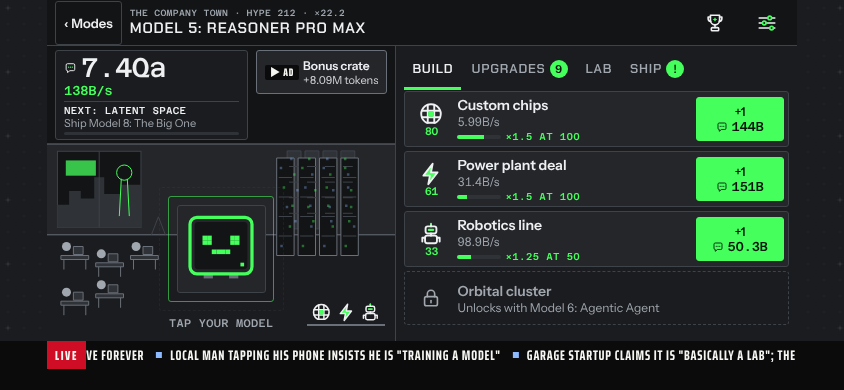 ‹ Modes
THE COMPANY TOWN · HYPE 212 · ×22.2
MODEL 5: REASONER PRO MAX
7.4Qa
138B/s
NEXT: LATENT SPACE
Ship Model 8: The Big One
AD
Bonus crate
+8.09M tokens
TAP YOUR MODEL
BUILD
UPGRADES 9
LAB
SHIP !
80
Custom chips
5.99B/s
×1.5 AT 100
+1
144B
61
Power plant deal
31.4B/s
×1.5 AT 100
+1
151B
33
Robotics line
98.9B/s
×1.25 AT 50
+1
50.3B
Orbital cluster
Unlocks with Model 6: Agentic Agent
LIVE VE FOREVER ■ LOCAL MAN TAPPING HIS PHONE INSISTS HE IS "TRAINING A MODEL" ■ GARAGE STARTUP CLAIMS IT IS "BASICALLY A LAB"; THE